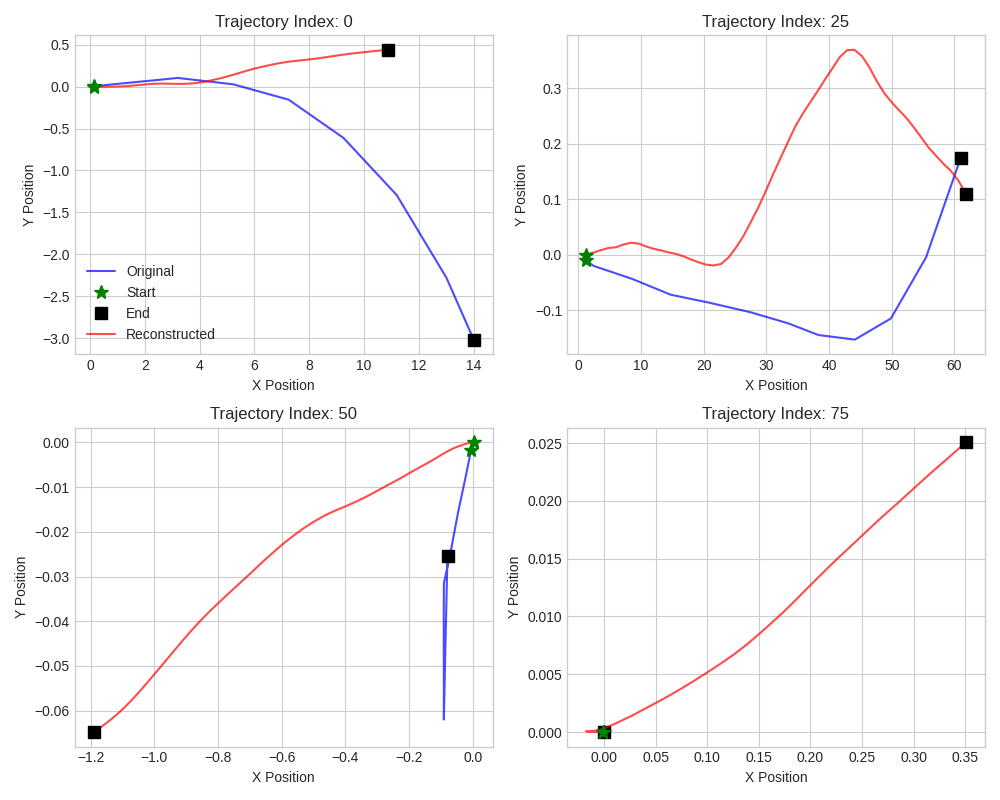 Trajectory Index: 0
0.5
0.0
−0.5
−1.0
−1.5
−2.0
−2.5
−3.0
Y Position
Original
Start
End
Reconstructed
0 2 4 6 8 10 12 14
X Position
Trajectory Index: 25
0.3
0.2
0.1
0.0
−0.1
Y Position
0 10 20 30 40 50 60
X Position
Trajectory Index: 50
0.00
−0.01
−0.02
−0.03
−0.04
−0.05
−0.06
Y Position
−1.2 −1.0 −0.8 −0.6 −0.4 −0.2 0.0
X Position
Trajectory Index: 75
0.025
0.020
0.015
0.010
0.005
0.000
Y Position
0.00 0.05 0.10 0.15 0.20 0.25 0.30 0.35
X Position